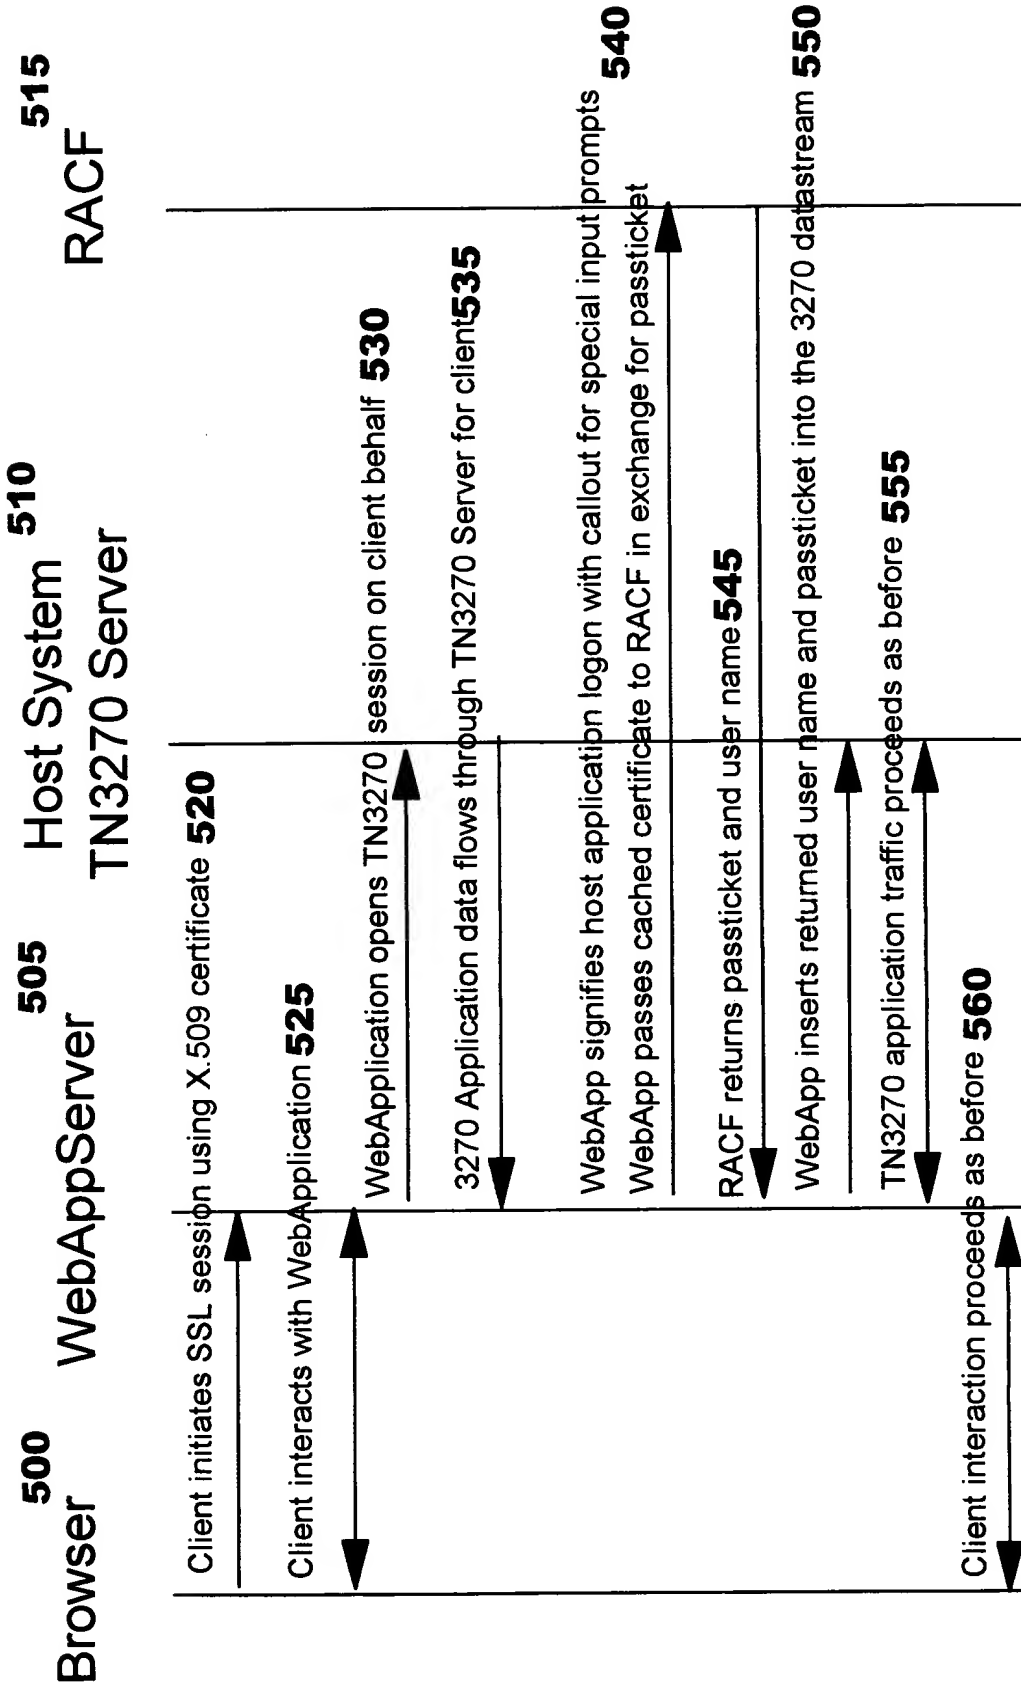 500
Browser
505
WebAppServer
510
Host System
TN3270 Server
515
RACF
Client initiates SSL session using X.509 certificate 520
Client interacts with WebApplication 525
WebApplication opens TN3270 session on client behalf 530
3270 Application data flows through TN3270 Server for client 535
WebApp signifies host application logon with callout for special input prompts
WebApp passes cached certificate to RACF in exchange for passticket
540
RACF returns passticket and user name 545
WebApp inserts returned user name and passticket into the 3270 datastream 550
TN3270 application traffic proceeds as before 555
Client interaction proceeds as before 560